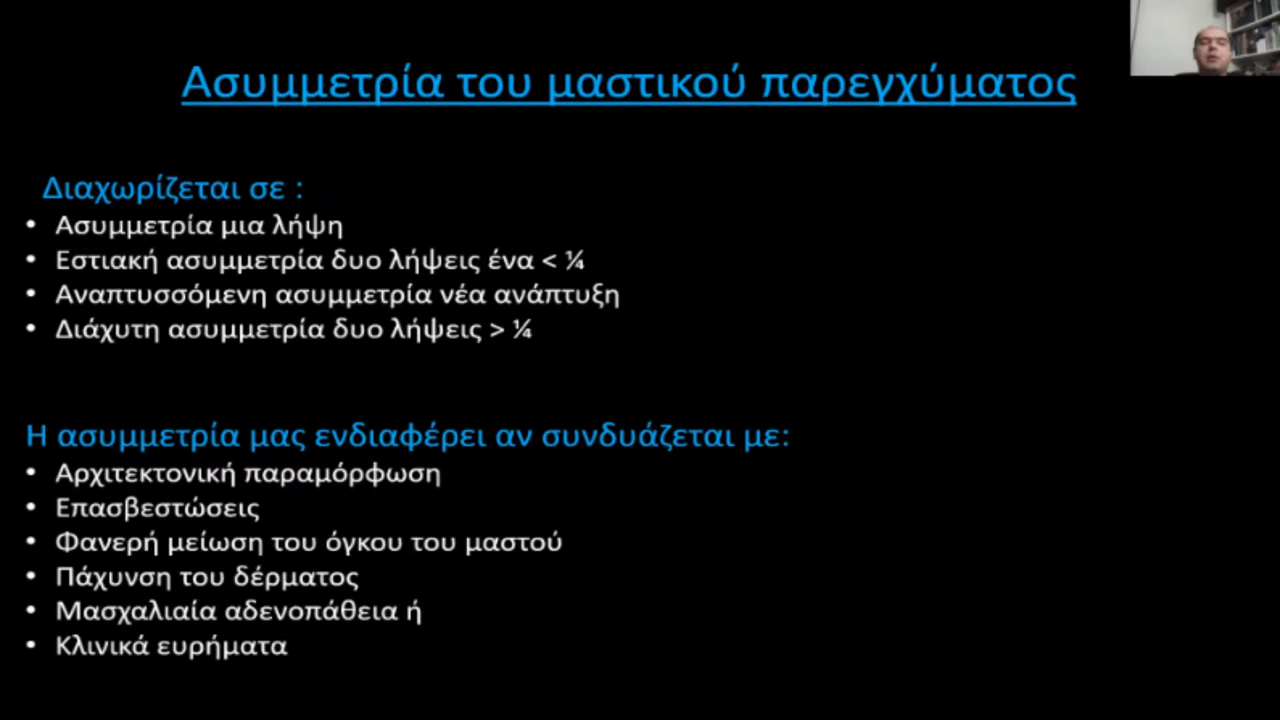 Ασυμμετρία του μαστικού παρεγχύματος
Διαχωρίζεται σε :
• Ασυμμετρία μια λήψη
• Εστιακή ασυμμετρία δυο λήψεις ένα < ¼
• Αναπτυσσόμενη ασυμμετρία νέα ανάπτυξη
• Διάχυτη ασυμμετρία δυο λήψεις > ¼
Η ασυμμετρία μας ενδιαφέρει αν συνδυάζεται με:
• Αρχιτεκτονική παραμόρφωση
• Επασβεστώσεις
• Φανερή μείωση του όγκου του μαστού
• Πάχυνση του δέρματος
• Μασχαλιαία αδενοπάθεια ή
• Κλινικά ευρήματα